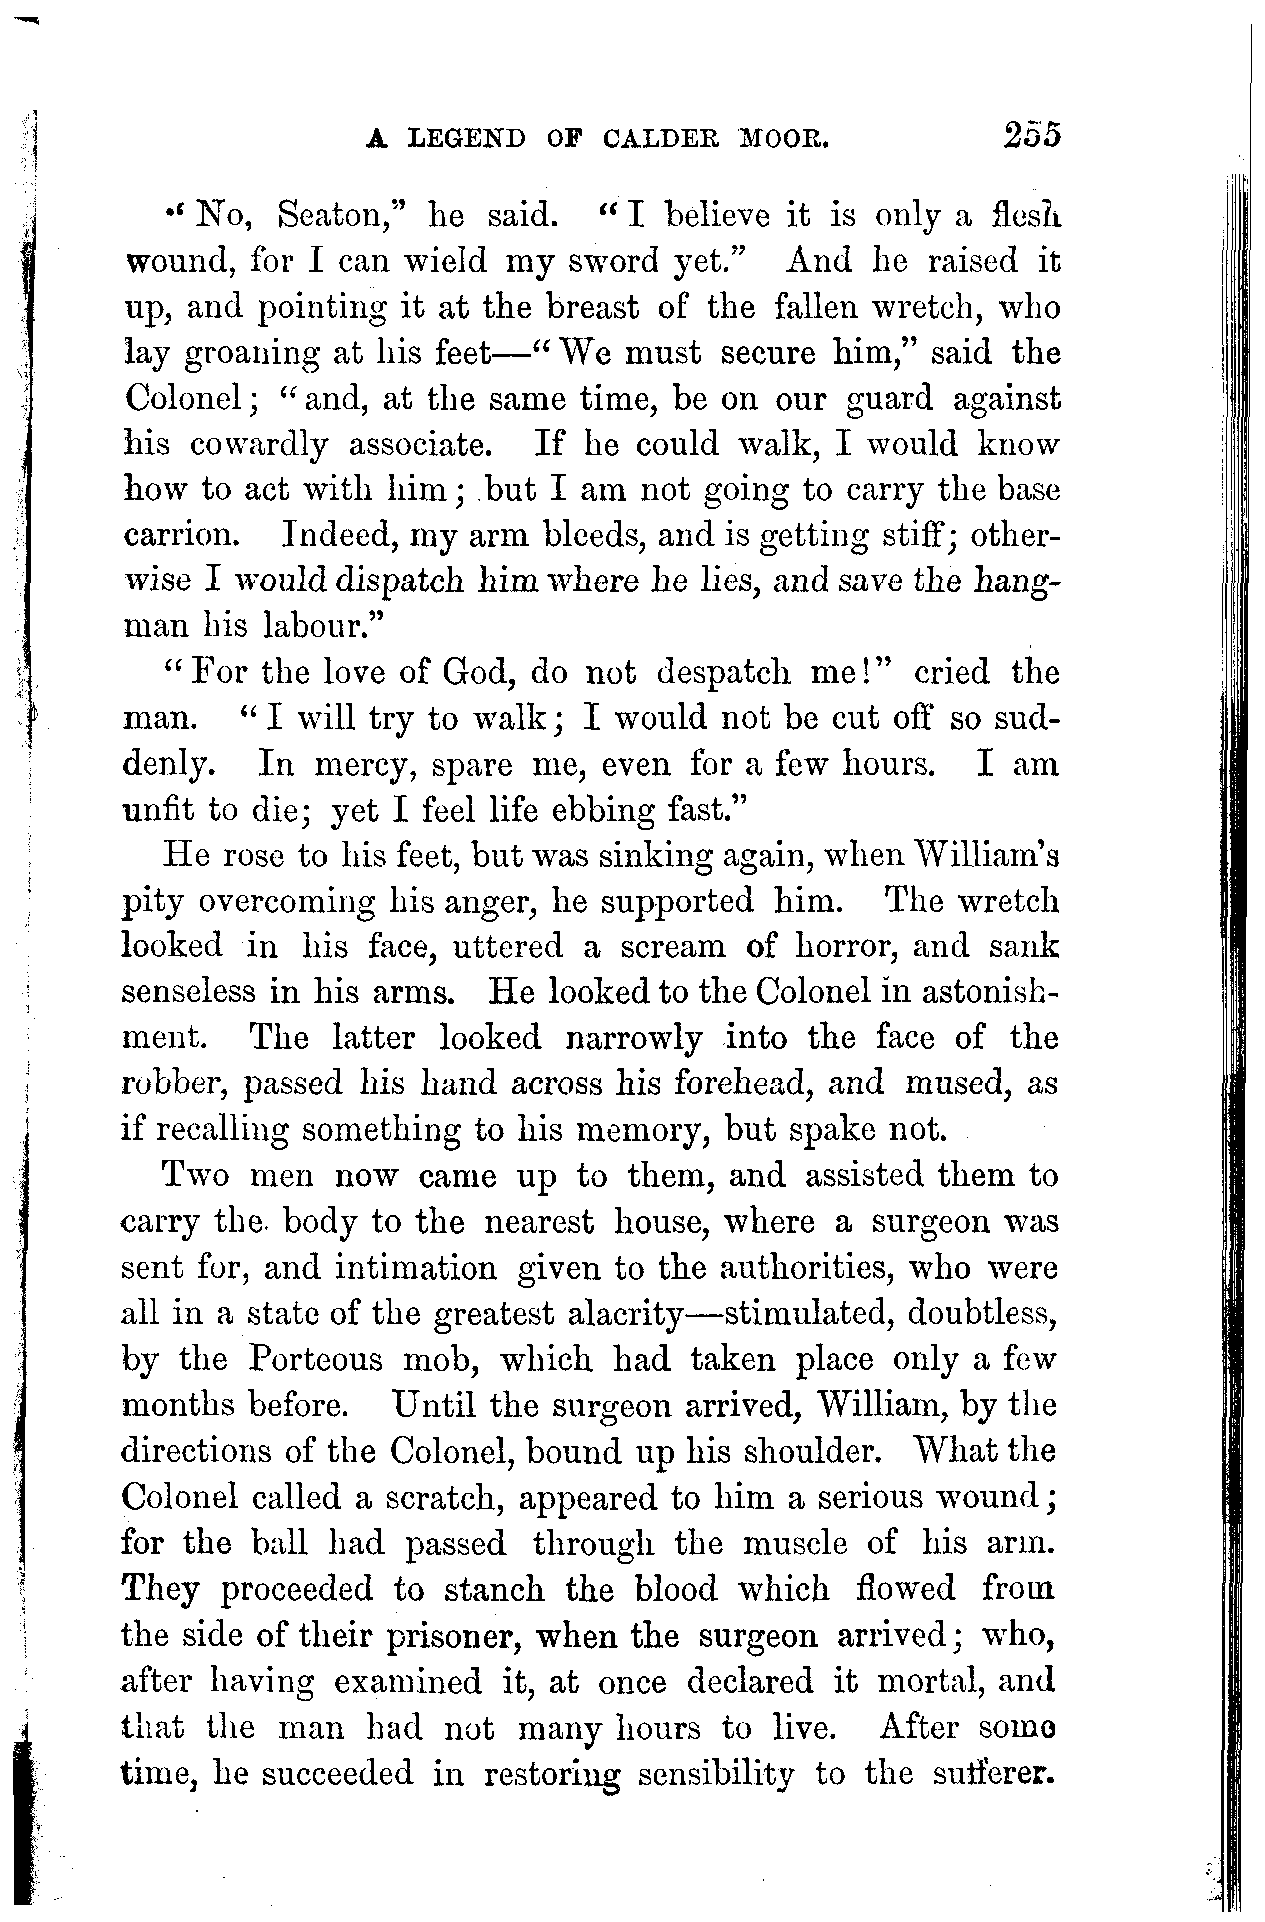 A LEGEND OF CALDER MOOR. 255
“No, Seaton,” he said. “I believe it is only a flesh
wound, for I can wield my sword yet.” And he raised it
up, and pointing it at the breast of the fallen wretch, who
lay groaning at his feet—“We must secure him,” said the
Colonel; “and, at the same time, be on our guard against
his cowardly associate. If he could walk, I would know
how to act with him; but I am not going to carry the base
carrion. Indeed, my arm bleeds, and is getting stiff; other-
wise I would dispatch him where he lies, and save the hang-
man his labour.”
“For the love of God, do not despatch me!” cried the
man. “I will try to walk; I would not be cut off so sud-
denly. In mercy, spare me, even for a few hours. I am
unfit to die; yet I feel life ebbing fast.”
He rose to his feet, but was sinking again, when William's
pity overcoming his anger, he supported him. The wretch
looked in his face, uttered a scream of horror, and sank
senseless in his arms. He looked to the Colonel in astonish-
ment. The latter looked narrowly into the face of the
robber, passed his hand across his forehead, and mused, as
if recalling something to his memory, but spake not.
Two men now came up to them, and assisted them to
carry the body to the nearest house, where a surgeon was
sent for, and intimation given to the authorities, who were
all in a state of the greatest alacrity—stimulated, doubtless,
by the Porteous mob, which had taken place only a few
months before. Until the surgeon arrived, William, by the
directions of the Colonel, bound up his shoulder. What the
Colonel called a scratch, appeared to him a serious wound;
for the ball had passed through the muscle of his arm.
They proceeded to stanch the blood which flowed from
the side of their prisoner, when the surgeon arrived; who,
after having examined it, at once declared it mortal, and
that the man had not many hours to live. After some
time, he succeeded in restoring sensibility to the sufferer.